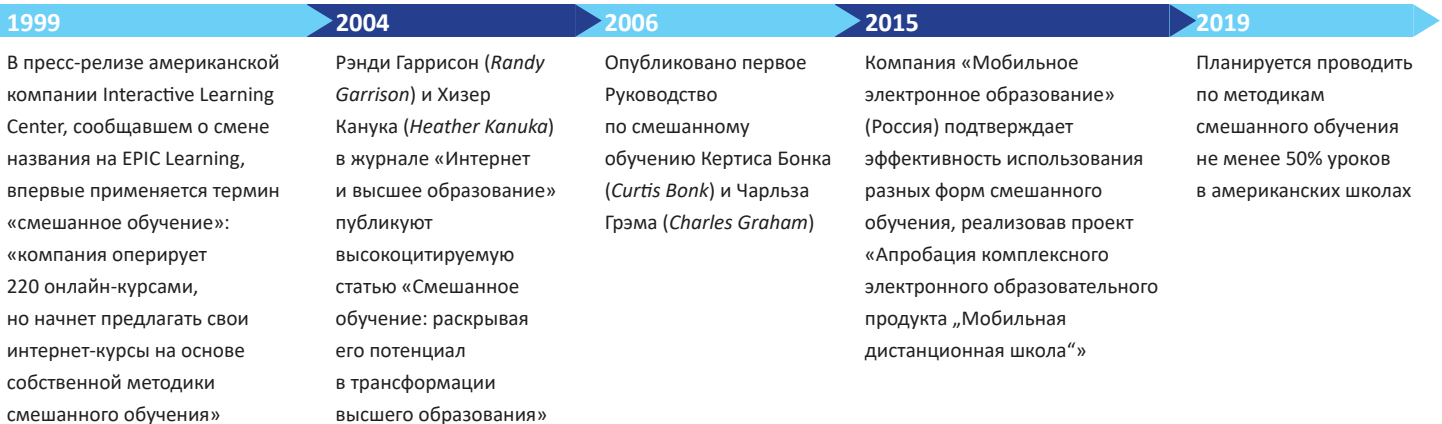 1999
В пресс-релизе американской
компании Interactive Learning
Center, сообщавшем о смене
названия на EPIC Learning,
впервые применяется термин
«смешанное обучение»:
«компания оперирует
220 онлайн-курсами,
но начнет предлагать свои
интернет-курсы на основе
собственной методики
смешанного обучения»
2004
Рэнди Гаррисон (Randy
Garrison) и Хизер
Канука (Heather Kanuka)
в журнале «Интернет
и высшее образование»
публикуют
высокоцитируемую
статью «Смешанное
обучение: раскрывая
его потенциал
в трансформации
высшего образования»
2006
Опубликовано первое
Руководство
по смешанному
обучению Кертиса Бонка
(Curtis Bonk) и Чарльза
Грэма (Charles Graham)
2015
Компания «Мобильное
электронное образование»
(Россия) подтверждает
эффективность использования
разных форм смешанного
обучения, реализовав проект
«Апробация комплексного
электронного образовательного
продукта „Мобильная
дистанционная школа“»
2019
Планируется проводить
по методикам
смешанного обучения
не менее 50% уроков
в американских школах